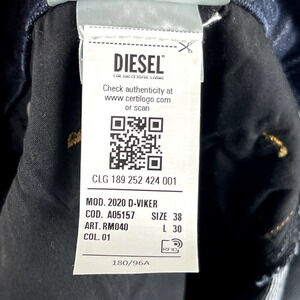 DIESEL
FOR SUCCESSFUL LIVING
Check authenticity at
www.certilogo.com
or scan
CLG 189 252 424 001
MOD. 2020 D-VIKER
COD. A05157 SIZE 38
ART. RM040 L 30
COL. 01
180/96A